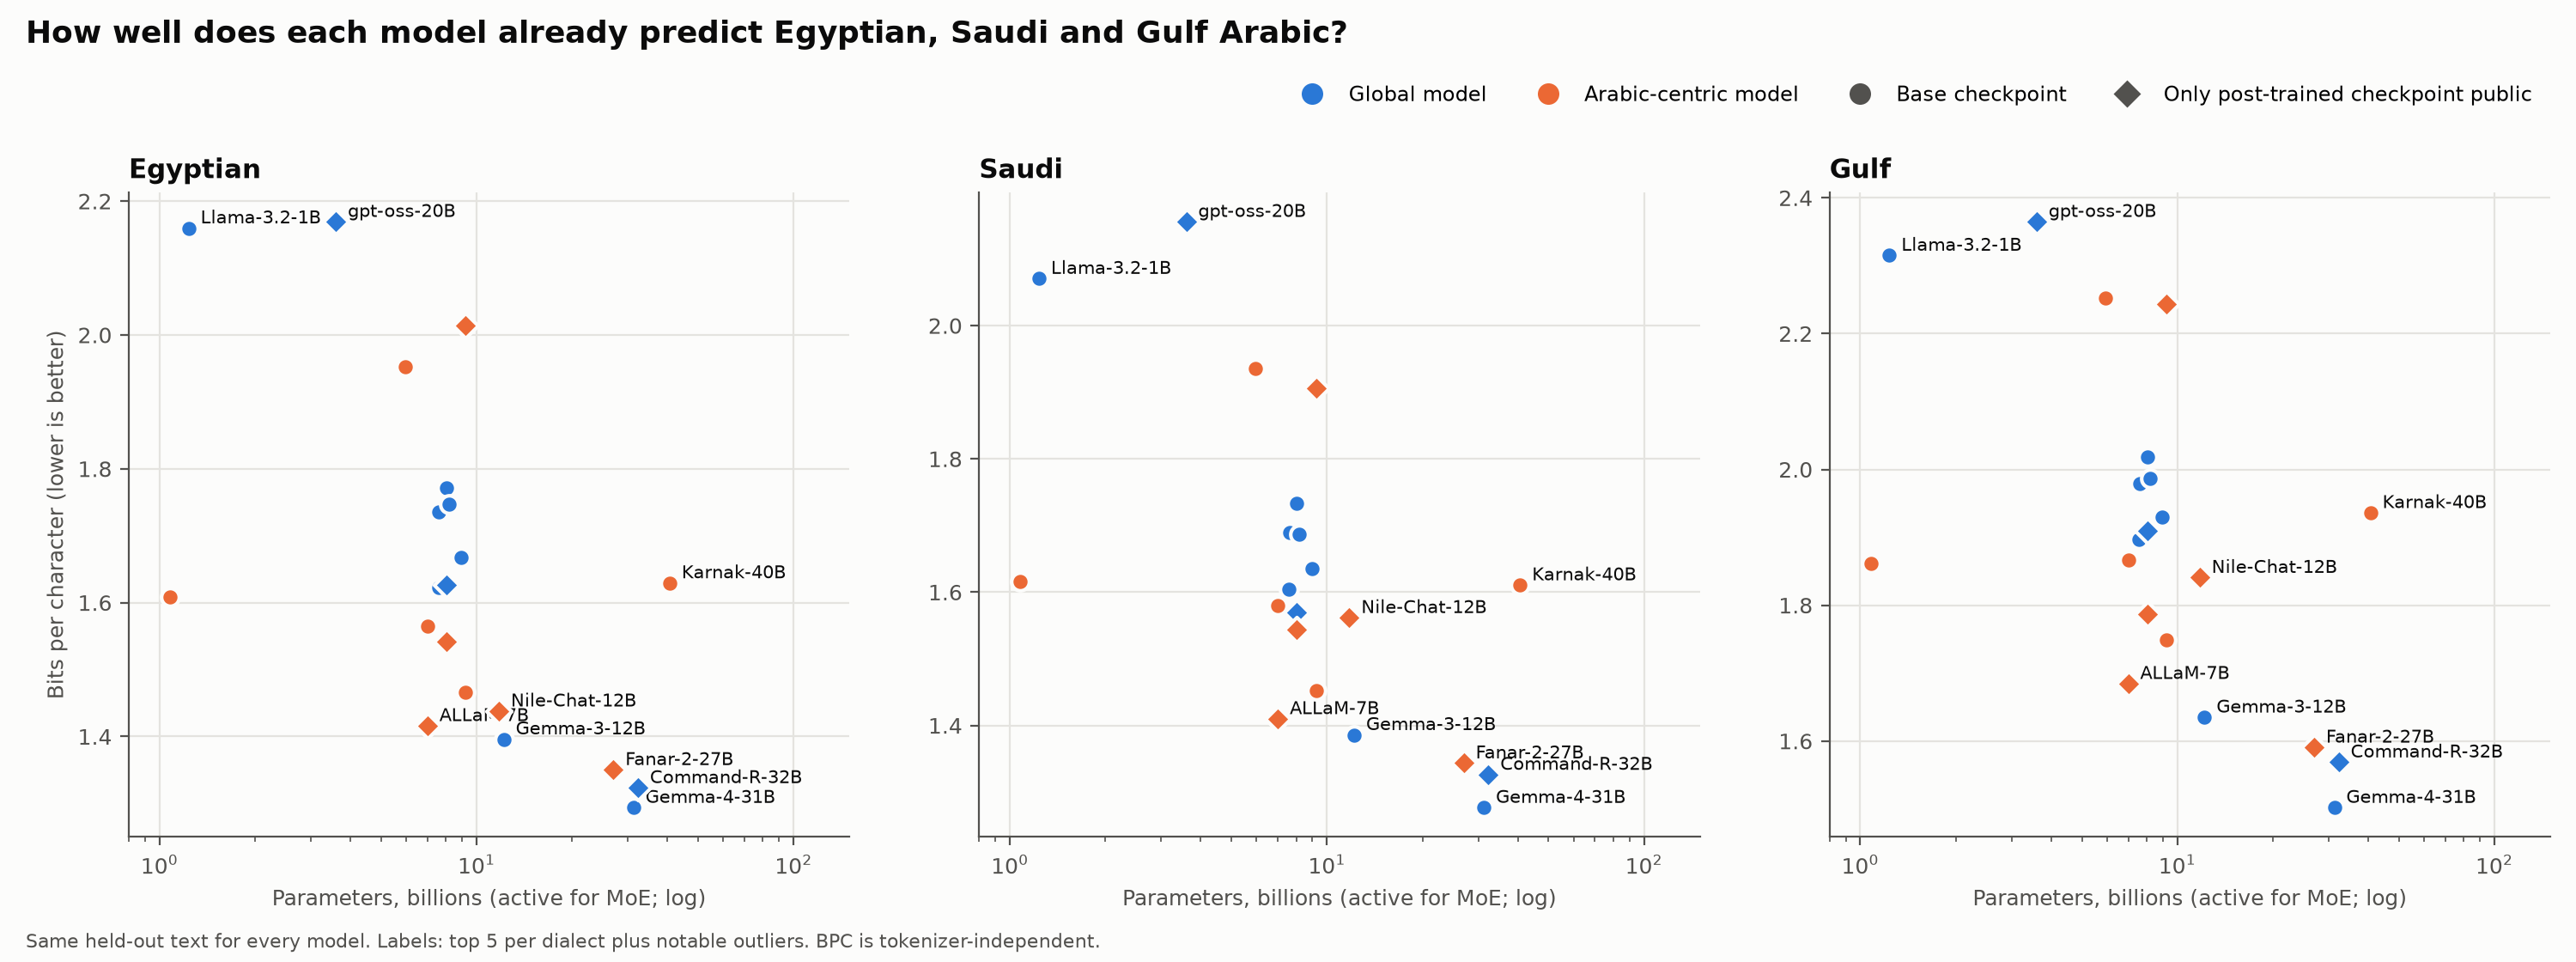 How well does each model already predict Egyptian, Saudi and Gulf Arabic?
Global model
Arabic-centric model
Base checkpoint
Only post-trained checkpoint public
Egyptian
Bits per character (lower is better)
2.2
2.0
1.8
1.6
1.4
Llama-3.2-1B
gpt-oss-20B
Karnak-40B
Nile-Chat-12B
Gemma-3-12B
Fanar-2-27B
Command-R-32B
Gemma-4-31B
10⁰
10¹
10²
Parameters, billions (active for MoE; log)
Saudi
2.0
1.8
1.6
1.4
gpt-oss-20B
Llama-3.2-1B
Karnak-40B
Nile-Chat-12B
ALLaM-7B
Gemma-3-12B
Fanar-2-27B
Command-R-32B
Gemma-4-31B
10⁰
10¹
10²
Parameters, billions (active for MoE; log)
Gulf
2.4
2.2
2.0
1.8
1.6
gpt-oss-20B
Llama-3.2-1B
Karnak-40B
Nile-Chat-12B
ALLaM-7B
Gemma-3-12B
Fanar-2-27B
Command-R-32B
Gemma-4-31B
10⁰
10¹
10²
Parameters, billions (active for MoE; log)
Same held-out text for every model. Labels: top 5 per dialect plus notable outliers. BPC is tokenizer-independent.